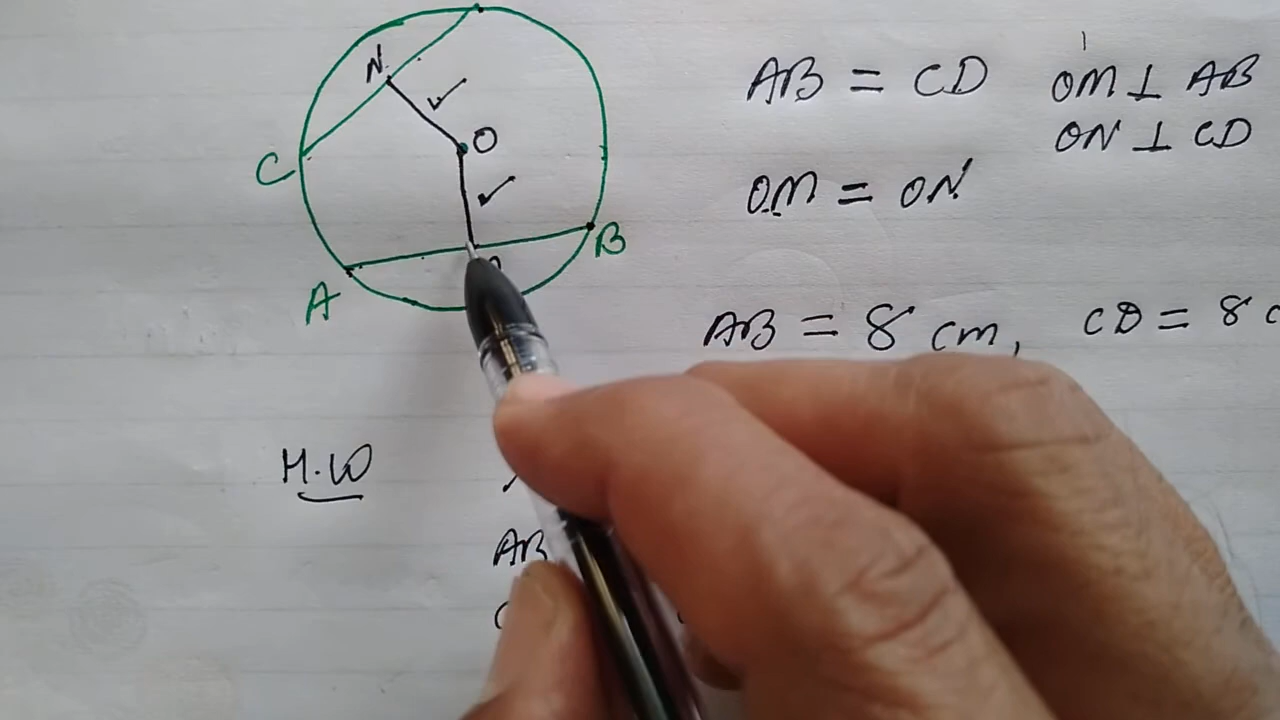 N
O
C
B
A
AB = CD OM ⊥ AB
ON ⊥ CD
OM = ON
AB = 8 cm, CD = 8
H.W
AB